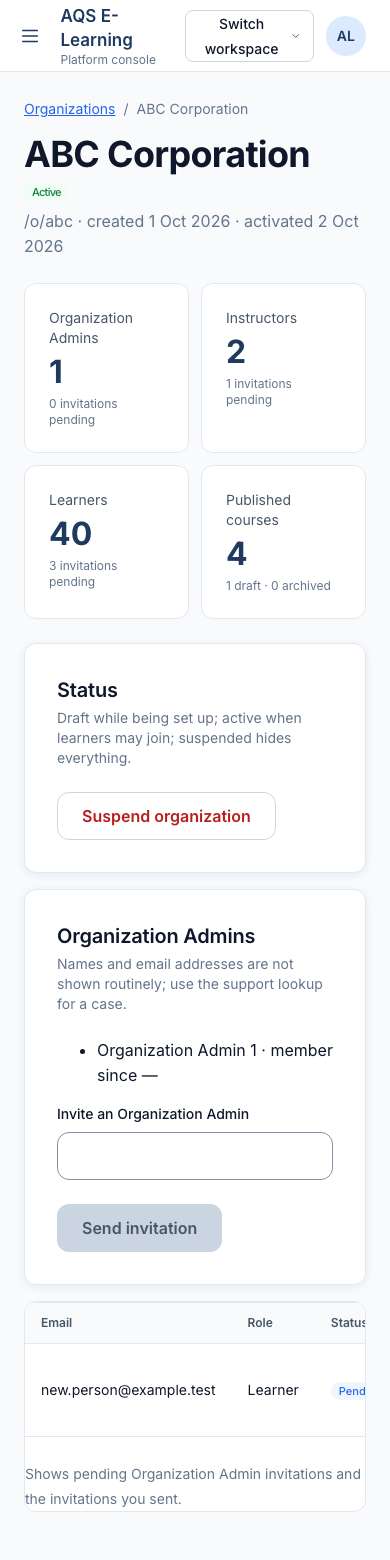 AQS E-
Learning
Platform console
Switch
workspace
AL
Organizations / ABC Corporation
ABC Corporation
Active
/o/abc · created 1 Oct 2026 · activated 2 Oct
2026
Organization
Admins
1
0 invitations
pending
Instructors
2
1 invitations
pending
Learners
40
3 invitations
pending
Published
courses
4
1 draft · 0 archived
Status
Draft while being set up; active when
learners may join; suspended hides
everything.
Suspend organization
Organization Admins
Names and email addresses are not
shown routinely; use the support lookup
for a case.
• Organization Admin 1 · member
since —
Invite an Organization Admin
Send invitation
Email Role Status
new.person@example.test Learner Pend
Shows pending Organization Admin invitations and
the invitations you sent.